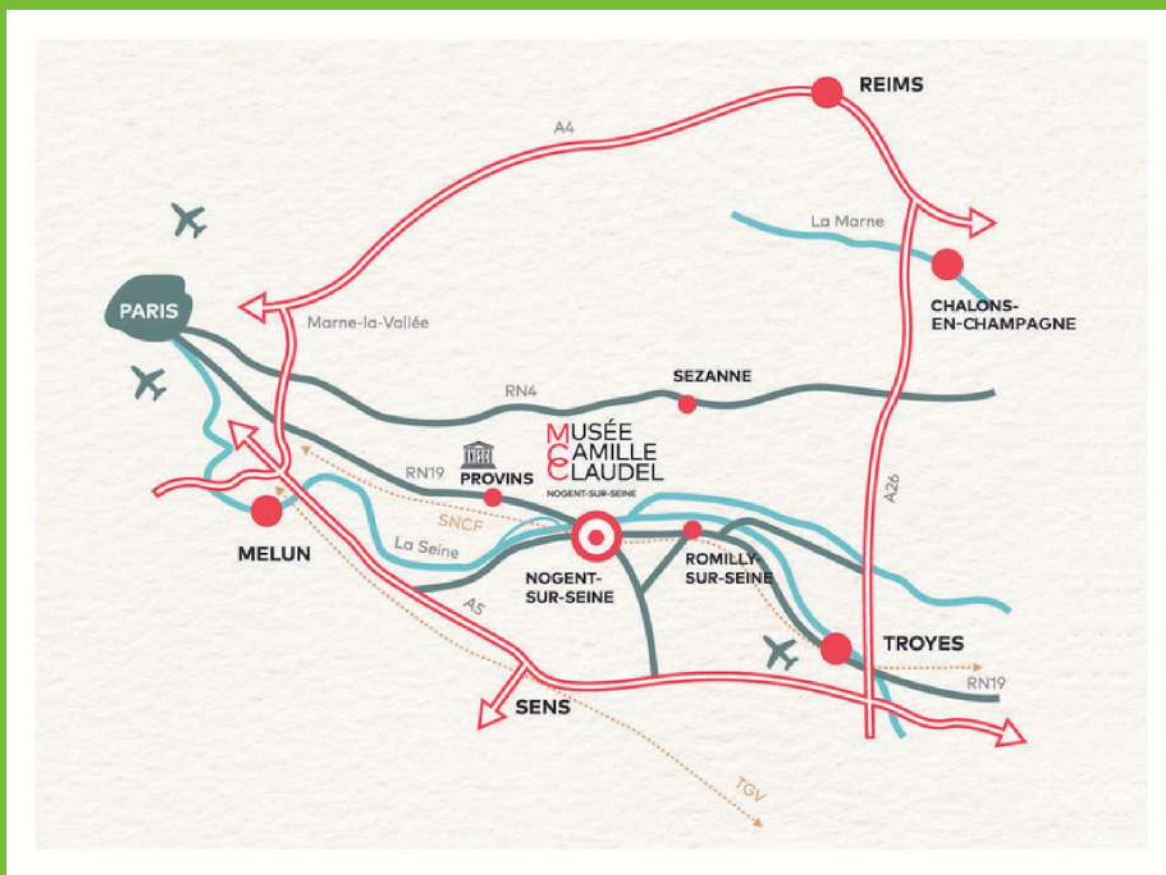 REIMS
A4
La Marne
PARIS
CHALONS-
EN-CHAMPAGNE
Marne-la-Vallée
SEZANNE
RN4
MUSÉE
CAMILLE
CLAUDEL
NOGENT-SUR-SEINE
UNESCO
RN19
PROVINS
A26
SNCF
MELUN
La Seine
ROMILLY-
SUR-SEINE
NOGENT-
SUR-SEINE
A5
TROYES
RN19
SENS
TGV